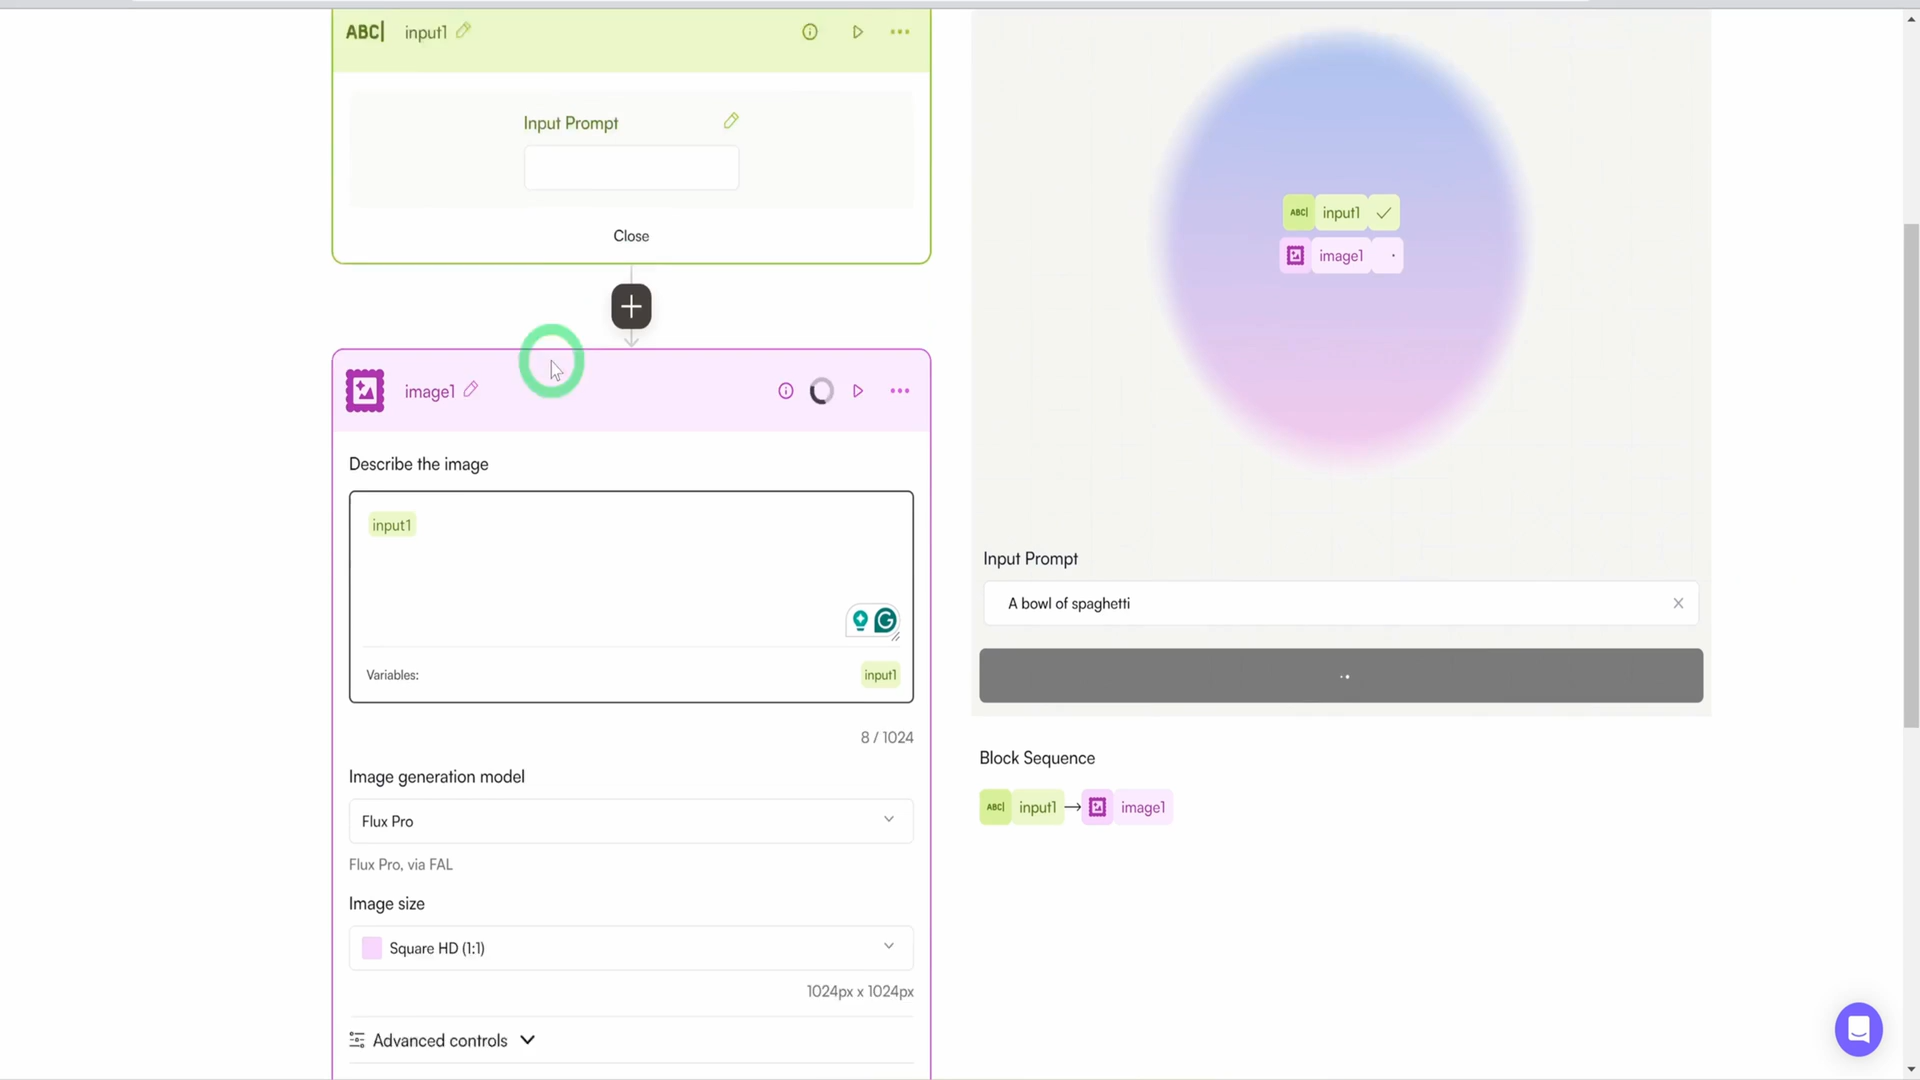 ABC| input1
Input Prompt
Close
image1
Describe the image
input1
Variables: input1
8 / 1024
Image generation model
Flux Pro
Flux Pro, via FAL
Image size
Square HD (1:1)
1024px x 1024px
Advanced controls
ABC| input1
image1
Input Prompt
A bowl of spaghetti
Block Sequence
ABC| input1 → image1